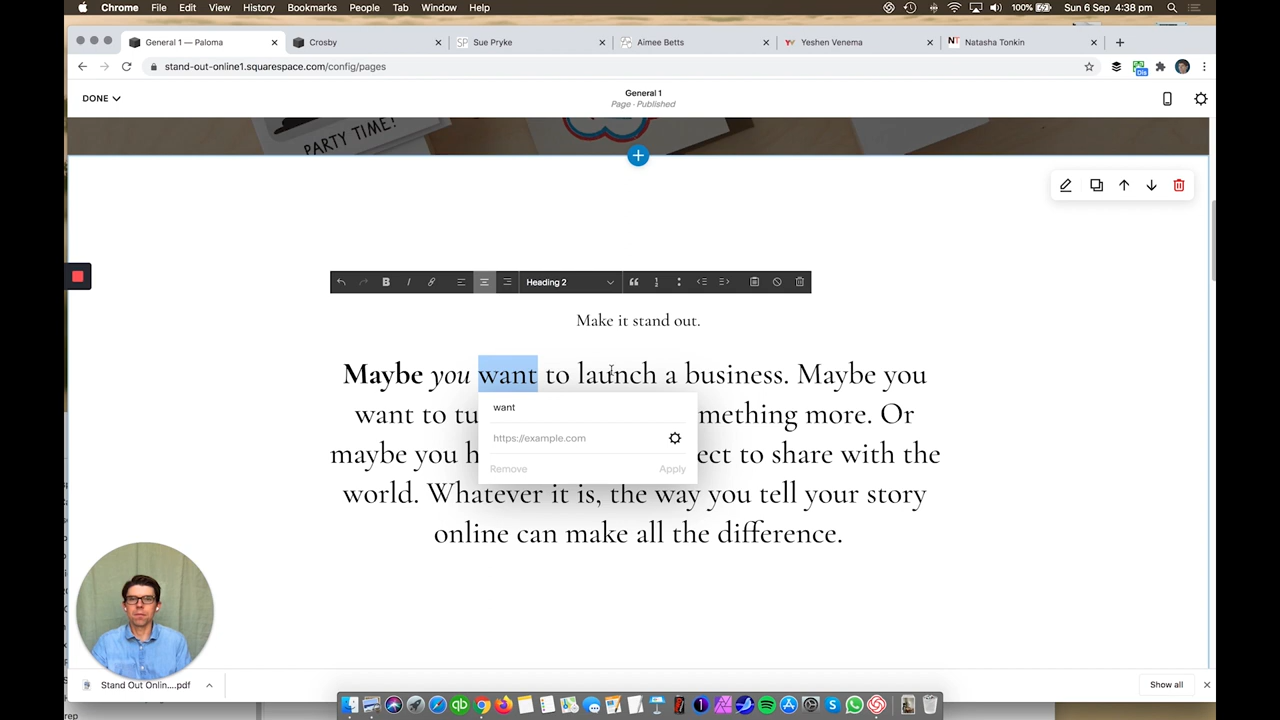 Chrome File Edit View History Bookmarks People Tab Window Help 100% Sun 6 Sep 4:38 pm
General 1 — Paloma Crosby SP Sue Pryke Aimee Betts Yeshen Venema NT Natasha Tonkin
stand-out-online1.squarespace.com/config/pages Dis
DONE General 1
Page · Published
PARTY TIME!
B I Heading 2
Make it stand out.
Maybe you want to launch a business. Maybe you
want
want to tu mething more. Or
https://example.com
maybe you h ect to share with the
Remove Apply
world. Whatever it is, the way you tell your story
online can make all the difference.
Stand Out Onlin....pdf Show all
rep